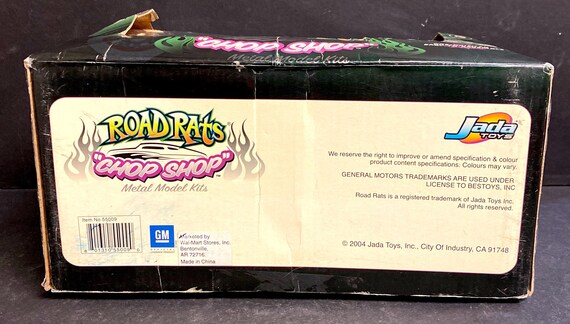 "CHOP SHOP"
Metal Model Kits
ROAD RATS
"CHOP SHOP"
Metal Model Kits
Jada
TOYS
We reserve the right to improve or amend specification & colour
product content specifications. Colours may vary.
GENERAL MOTORS TRADEMARKS ARE USED UNDER
LICENSE TO BESTOYS, INC
Road Rats is a registered trademark of Jada Toys Inc.
All rights reserved.
© 2004 Jada Toys, Inc., City Of Industry, CA 91748
Item No.55009
GM
Marketed by
Wal-Mart Stores, Inc.
Bentonville,
AR 72716.
Made in China